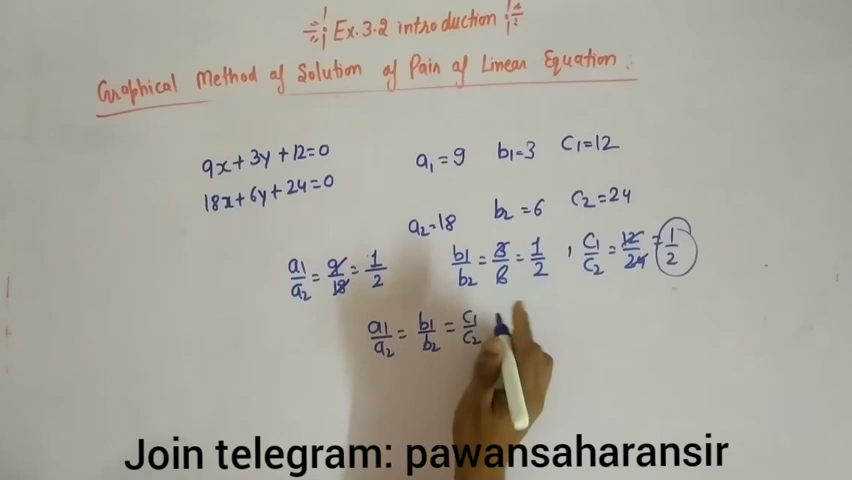 Ex. 3.2 introduction
Graphical Method of Solution of Pair of Linear Equation :
9x + 3y + 12 = 0
18x + 6y + 24 = 0
a₁ = 9 b₁ = 3 C₁ = 12
a₂ = 18 b₂ = 6 C₂ = 24
a₁/a₂ = 9/18 = 1/2 b₁/b₂ = 3/6 = 1/2 , C₁/C₂ = 12/24 = 1/2
a₁/a₂ = b₁/b₂ = C₁/C₂
Join telegram: pawansaharansir